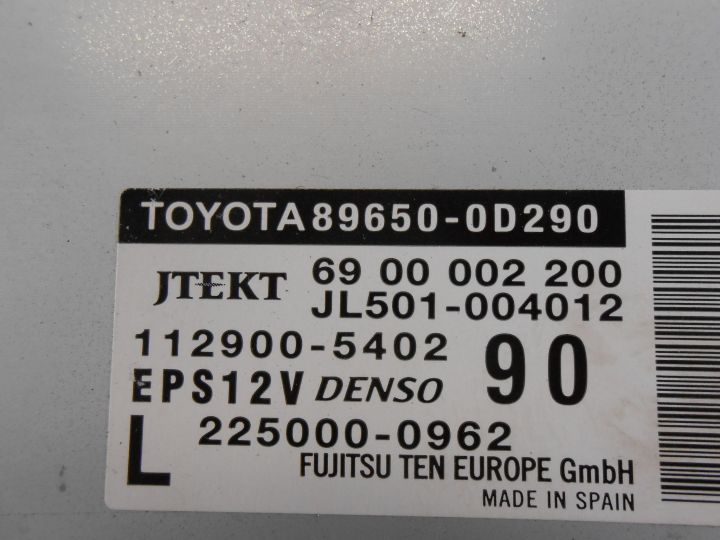 TOYOTA 89650-0D290
JTEKT 69 00 002 200
JL501-004012
112900-5402 90
EPS12V DENSO
L 225000-0962
FUJITSU TEN EUROPE GmbH
MADE IN SPAIN